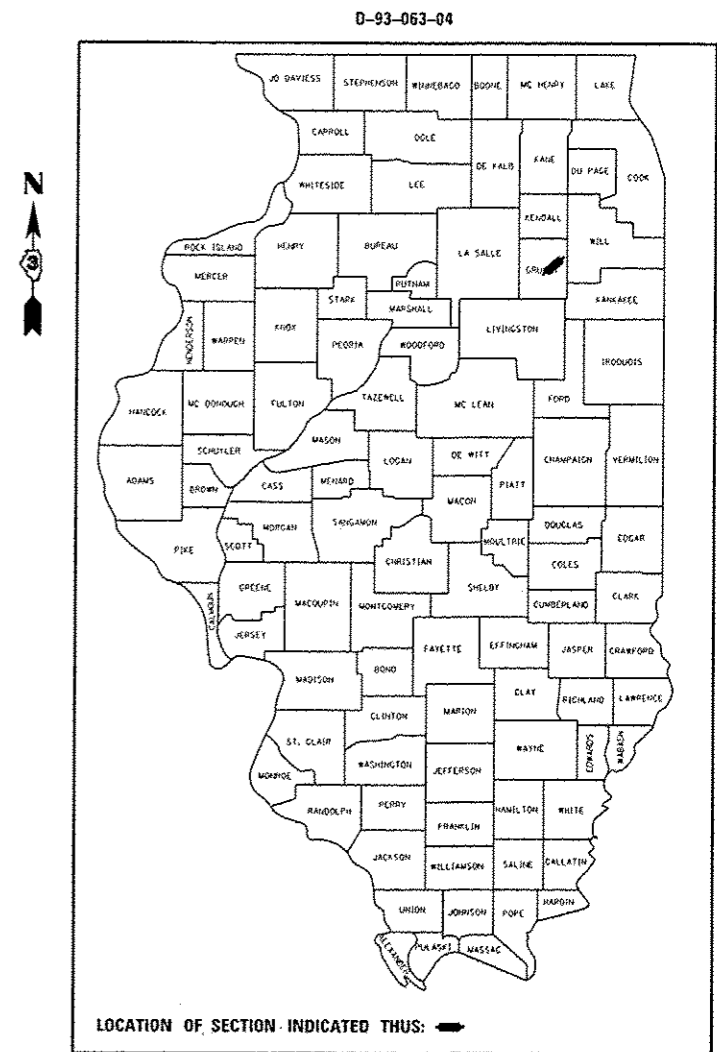 D-93-063-04
JO DAVIESS STEPHENSON WINNEBAGO BOONE MC HENRY LAKE
CARROLL OGLE DE KALB KANE DU PAGE COOK
WHITESIDE LEE
N
KENDALL
3
ROCK ISLAND HENRY BUREAU LA SALLE WILL
MERCER PUTNAM
STARK KANKAKEE
MARSHALL
HENDERSON WARREN KNOX PEORIA WOODFORD LIVINGSTON
IROQUOIS
HANCOCK MC DONOUGH FULTON TAZEWELL MC LEAN FORD
MASON
SCHUYLER LOGAN DE WITT CHAMPAIGN VERMILION
ADAMS BROWN CASS MENARD MACON PIATT
MORGAN SANGAMON DOUGLAS
PIKE SCOTT CHRISTIAN MOULTRIE EDGAR
COLES
GREENE MACOUPIN MONTGOMERY SHELBY CUMBERLAND CLARK
CALHOUN JERSEY
FAYETTE EFFINGHAM JASPER CRAWFORD
MADISON BOND
CLAY RICHLAND LAWRENCE
CLINTON MARION
ST. CLAIR WAYNE EDWARDS WABASH
WASHINGTON JEFFERSON
MONROE
RANDOLPH PERRY HAMILTON WHITE
FRANKLIN
JACKSON WILLIAMSON SALINE GALLATIN
HARDIN
UNION JOHNSON POPE
ALEXANDER PULASKI MASSAC
LOCATION OF SECTION INDICATED THUS: